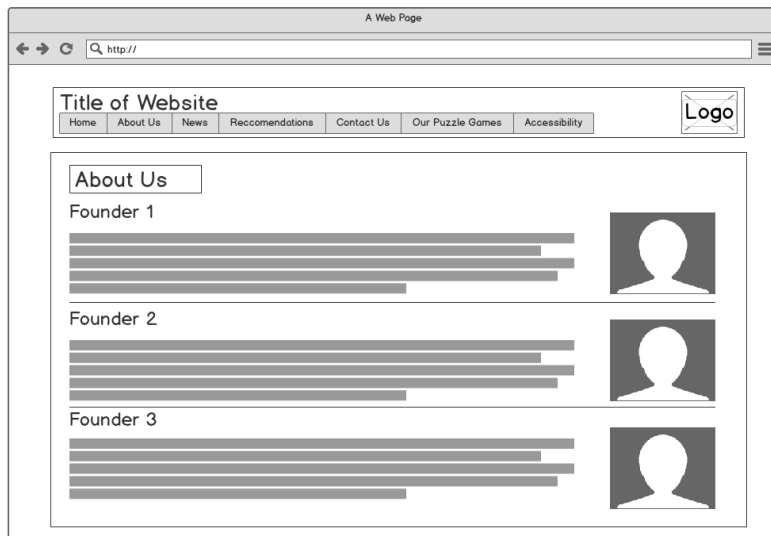 A Web Page
http://
Title of Website
Logo
Home About Us News Reccomendations Contact Us Our Puzzle Games Accessibility
About Us
Founder 1
Founder 2
Founder 3